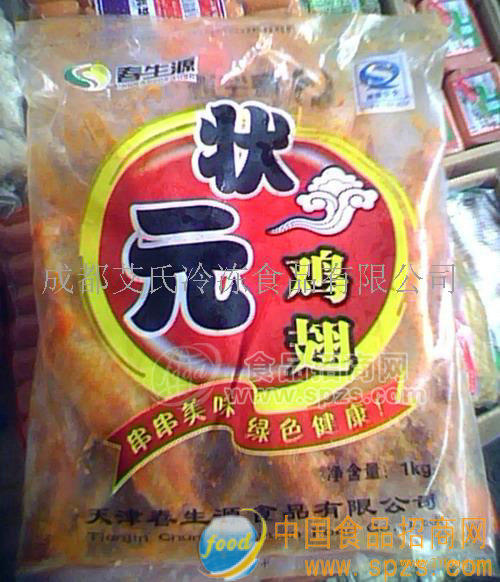 春生源
状元
鸡翅
成都艾氏冷冻食品有限公司
食品招商网
www.spzs.com
串串美味 绿色健康!
净含量: 1kg
天津春生源食品有限公司
Tianjin
food
中国食品招商网
www.spzs.com